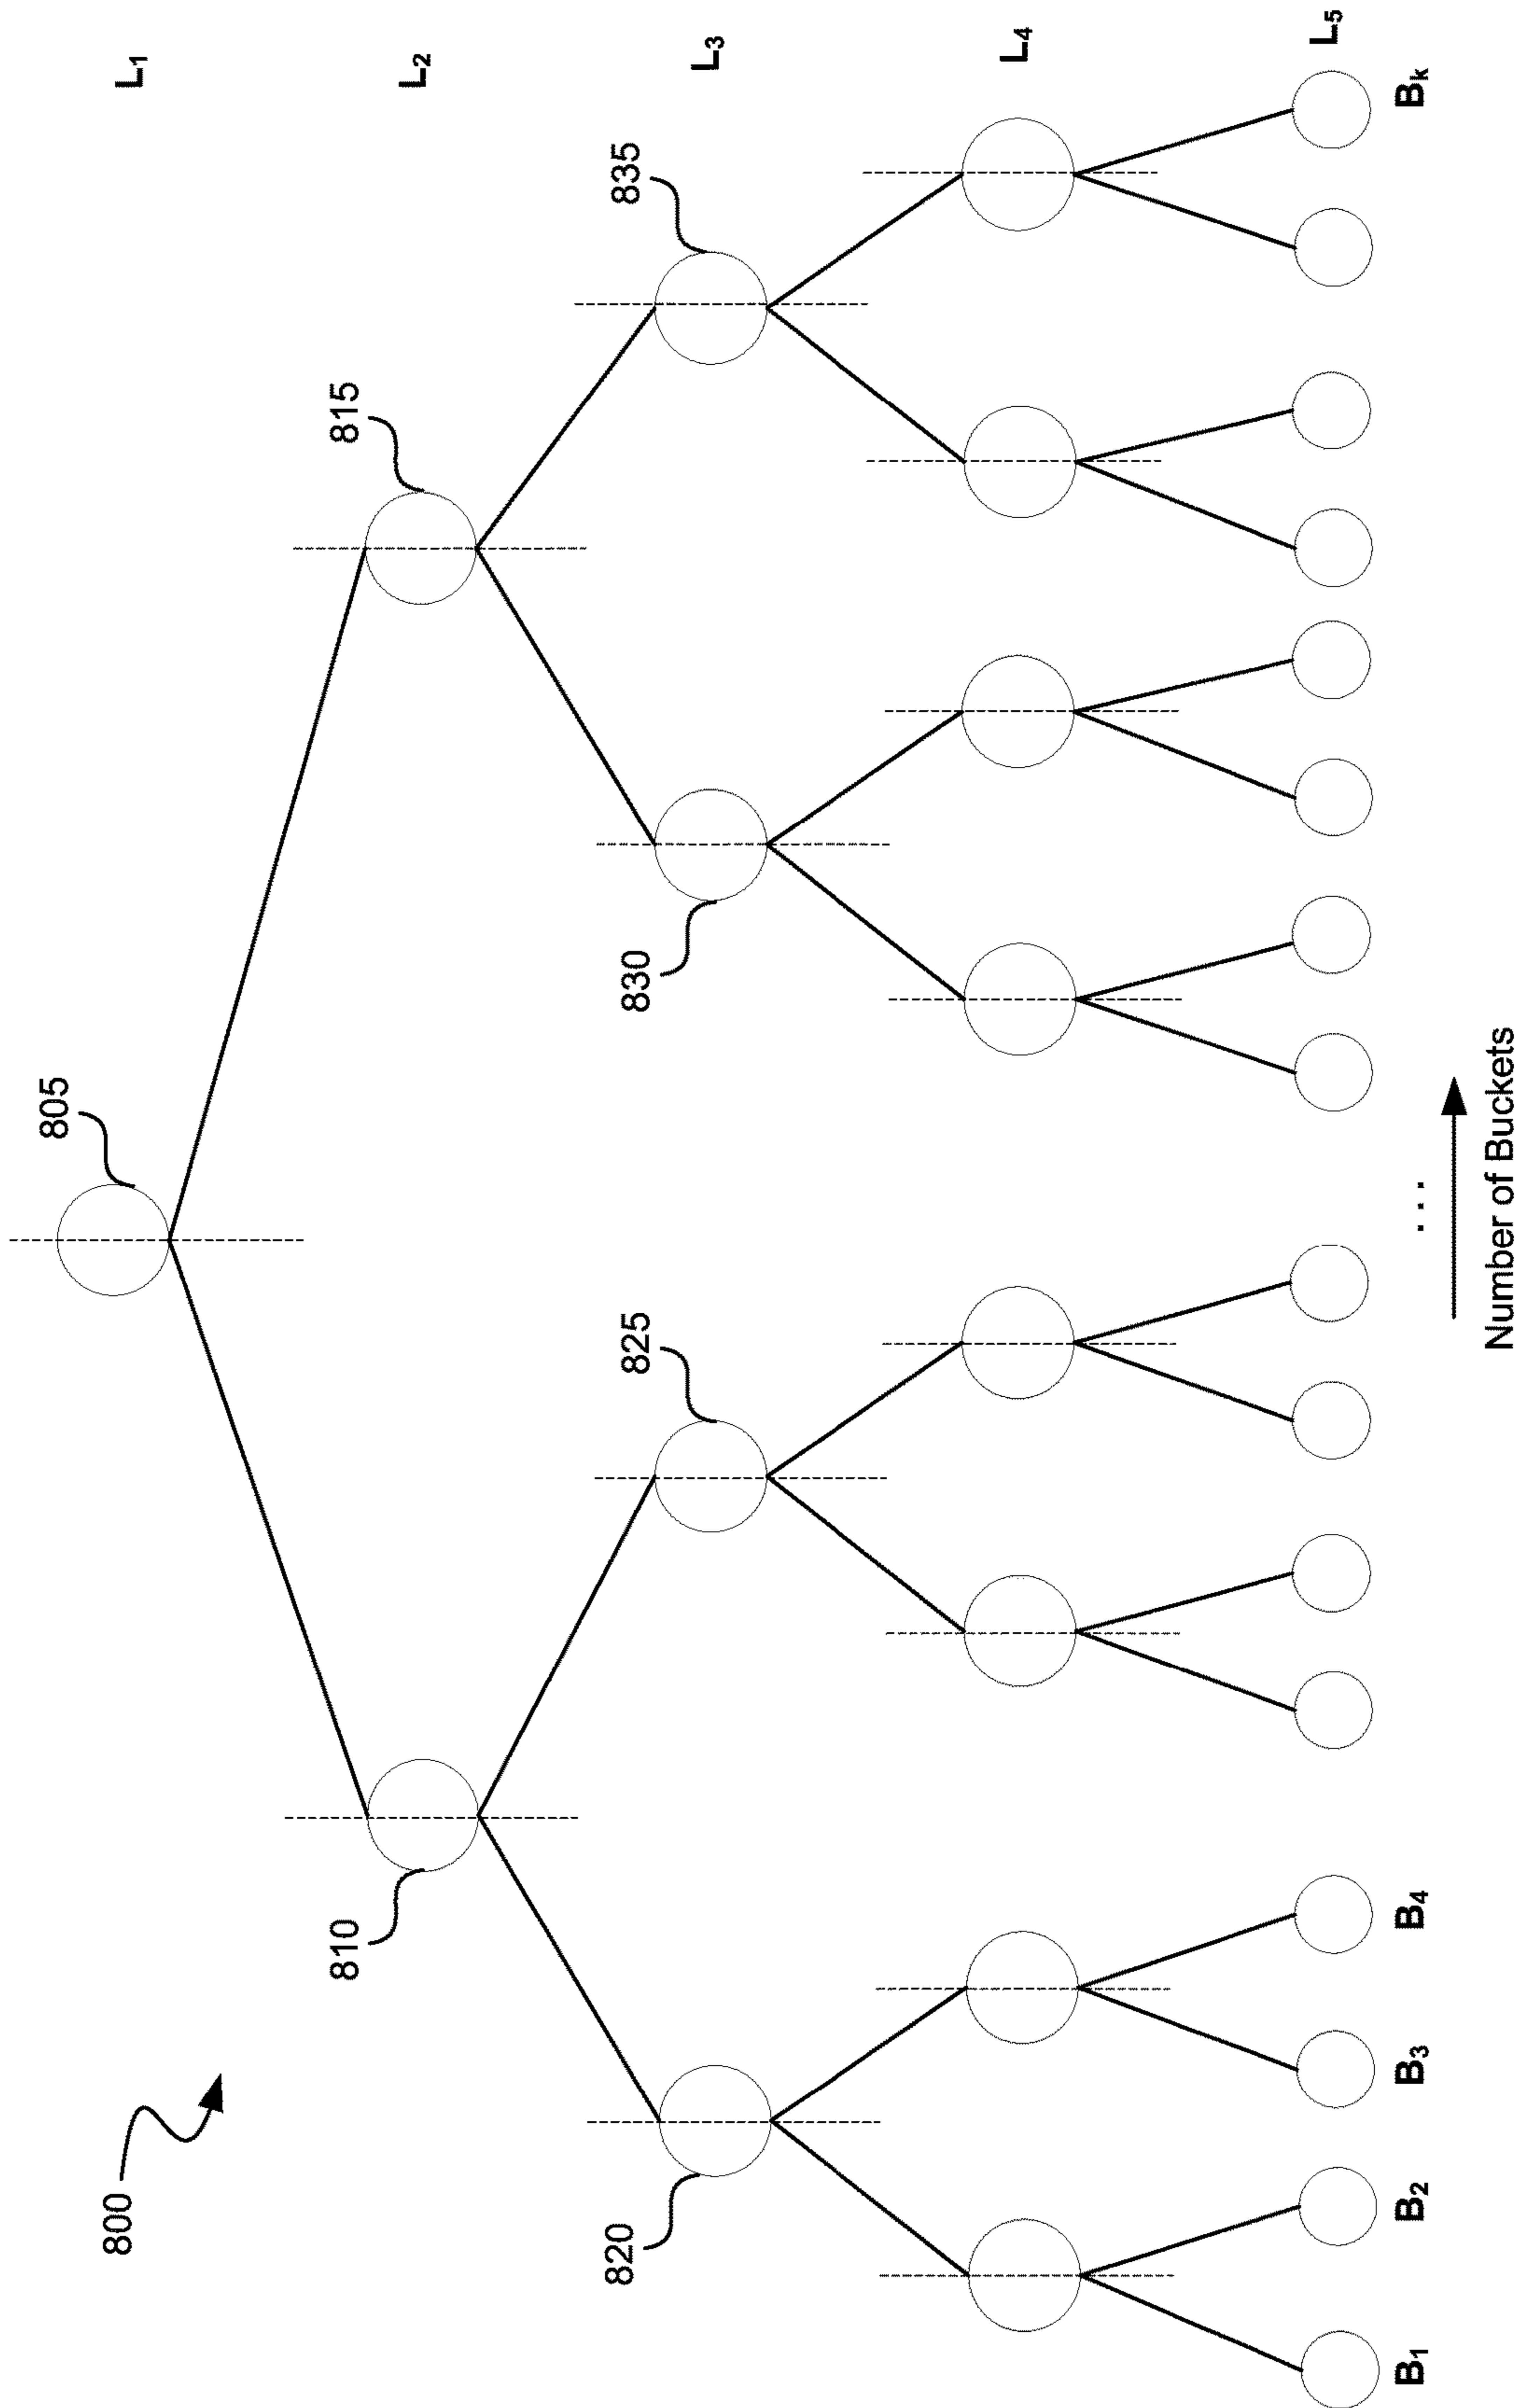 800
805
L₁
810
815
L₂
820
825
830
835
L₃
L₄
L₅
B₁
B₂
B₃
B₄
. . .
Bₖ
Number of Buckets